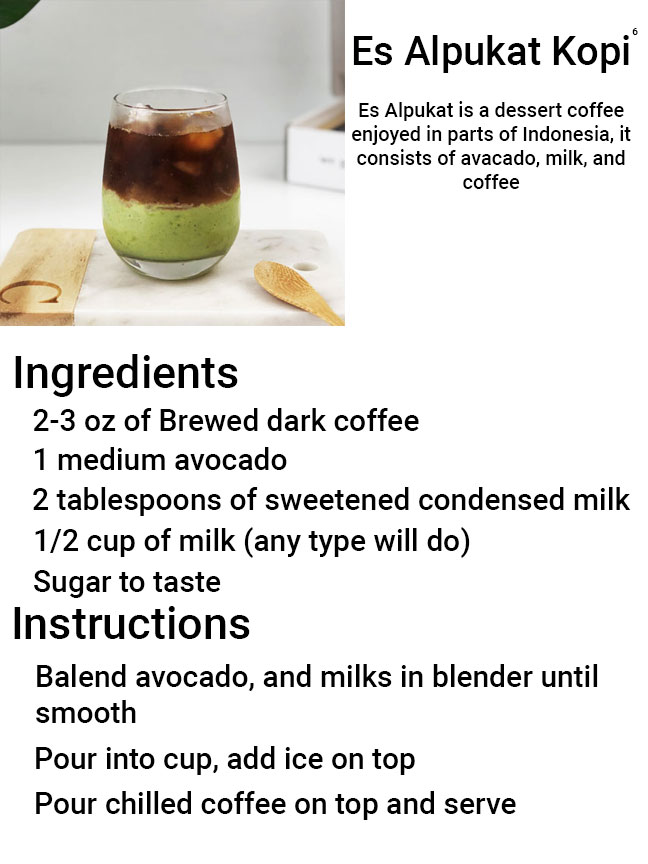 Es Alpukat Kopi⁶
Es Alpukat is a dessert coffee
enjoyed in parts of Indonesia, it
consists of avacado, milk, and
coffee
Ingredients
2-3 oz of Brewed dark coffee
1 medium avocado
2 tablespoons of sweetened condensed milk
1/2 cup of milk (any type will do)
Sugar to taste
Instructions
Balend avocado, and milks in blender until
smooth
Pour into cup, add ice on top
Pour chilled coffee on top and serve